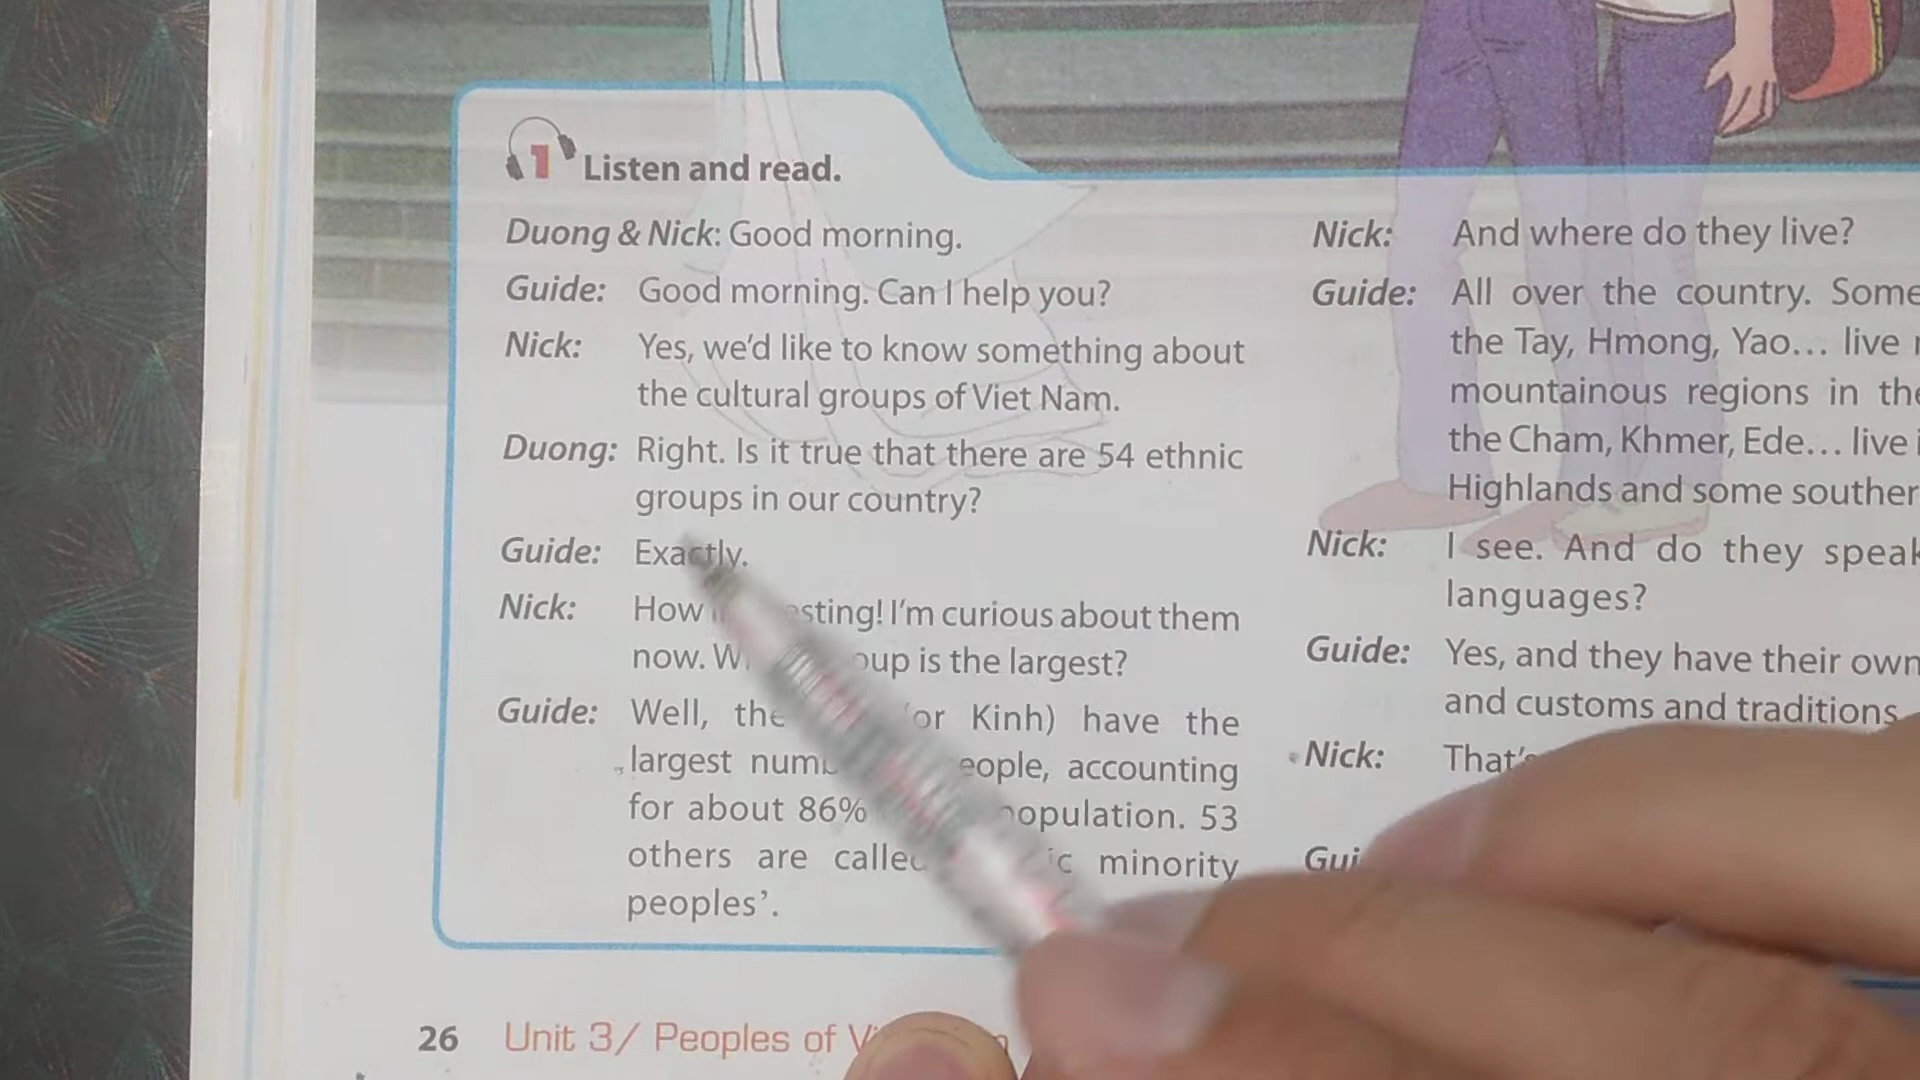 1 Listen and read.
Duong & Nick: Good morning.
Guide: Good morning. Can I help you?
Nick: Yes, we'd like to know something about
the cultural groups of Viet Nam.
Duong: Right. Is it true that there are 54 ethnic
groups in our country?
Guide: Exactly.
Nick: How sting! I'm curious about them
now. oup is the largest?
Guide: Well, the (or Kinh) have the
largest people, accounting
for about 86% population. 53
others are called minority
peoples'.
Nick: And where do they live?
Guide: All over the country. Some
the Tay, Hmong, Yao... live
mountainous regions in the
the Cham, Khmer, Ede... live
Highlands and some souther
Nick: I see. And do they speak
languages?
Guide: Yes, and they have their own
and customs and traditions
Nick: That's
Gui
26 Unit 3/ Peoples of V